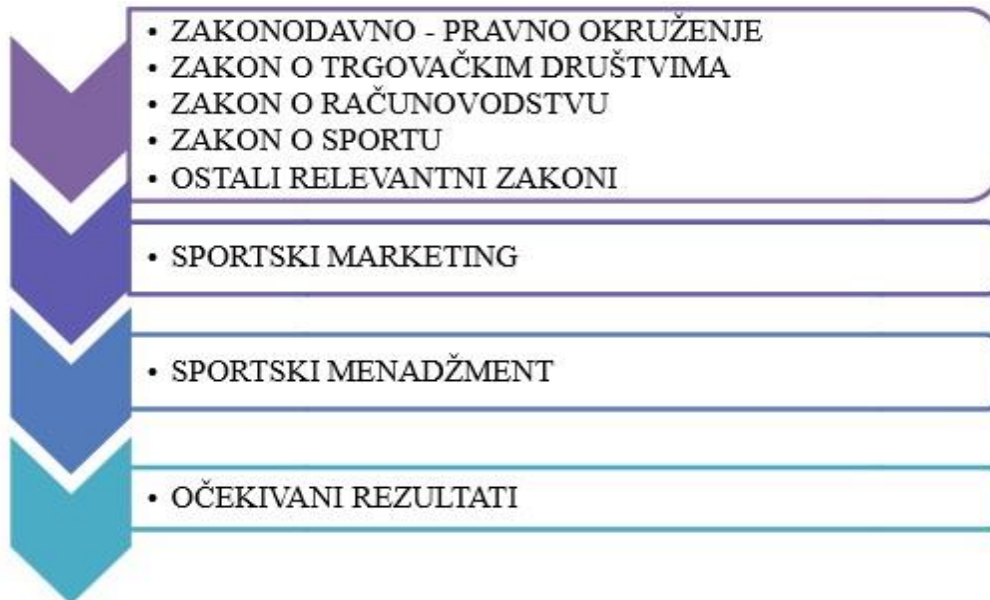 • ZAKONODAVNO - PRAVNO OKRUŽENJE
• ZAKON O TRGOVAČKIM DRUŠTVIMA
• ZAKON O RAČUNOVODSTVU
• ZAKON O SPORTU
• OSTALI RELEVANTNI ZAKONI
• SPORTSKI MARKETING
• SPORTSKI MENADŽMENT
• OČEKIVANI REZULTATI